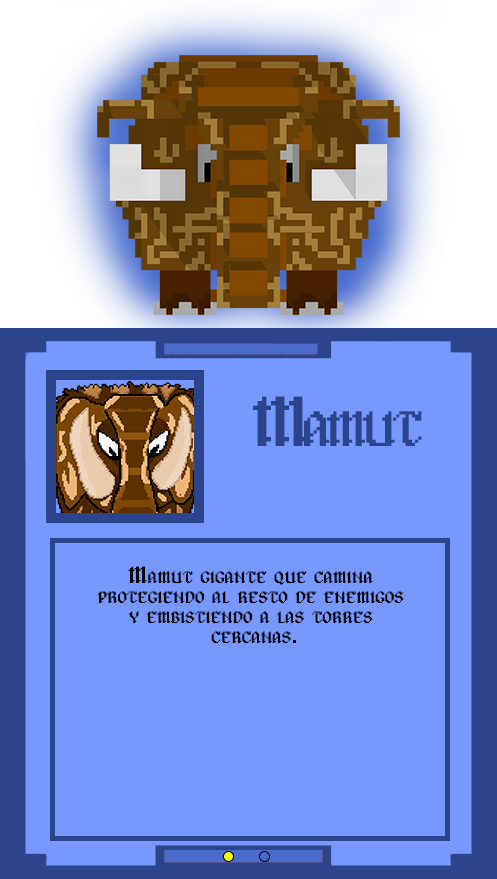 Mamut
Mamut gigante que camina
protegiendo al resto de enemigos
y embistiendo a las torres
cercanas.